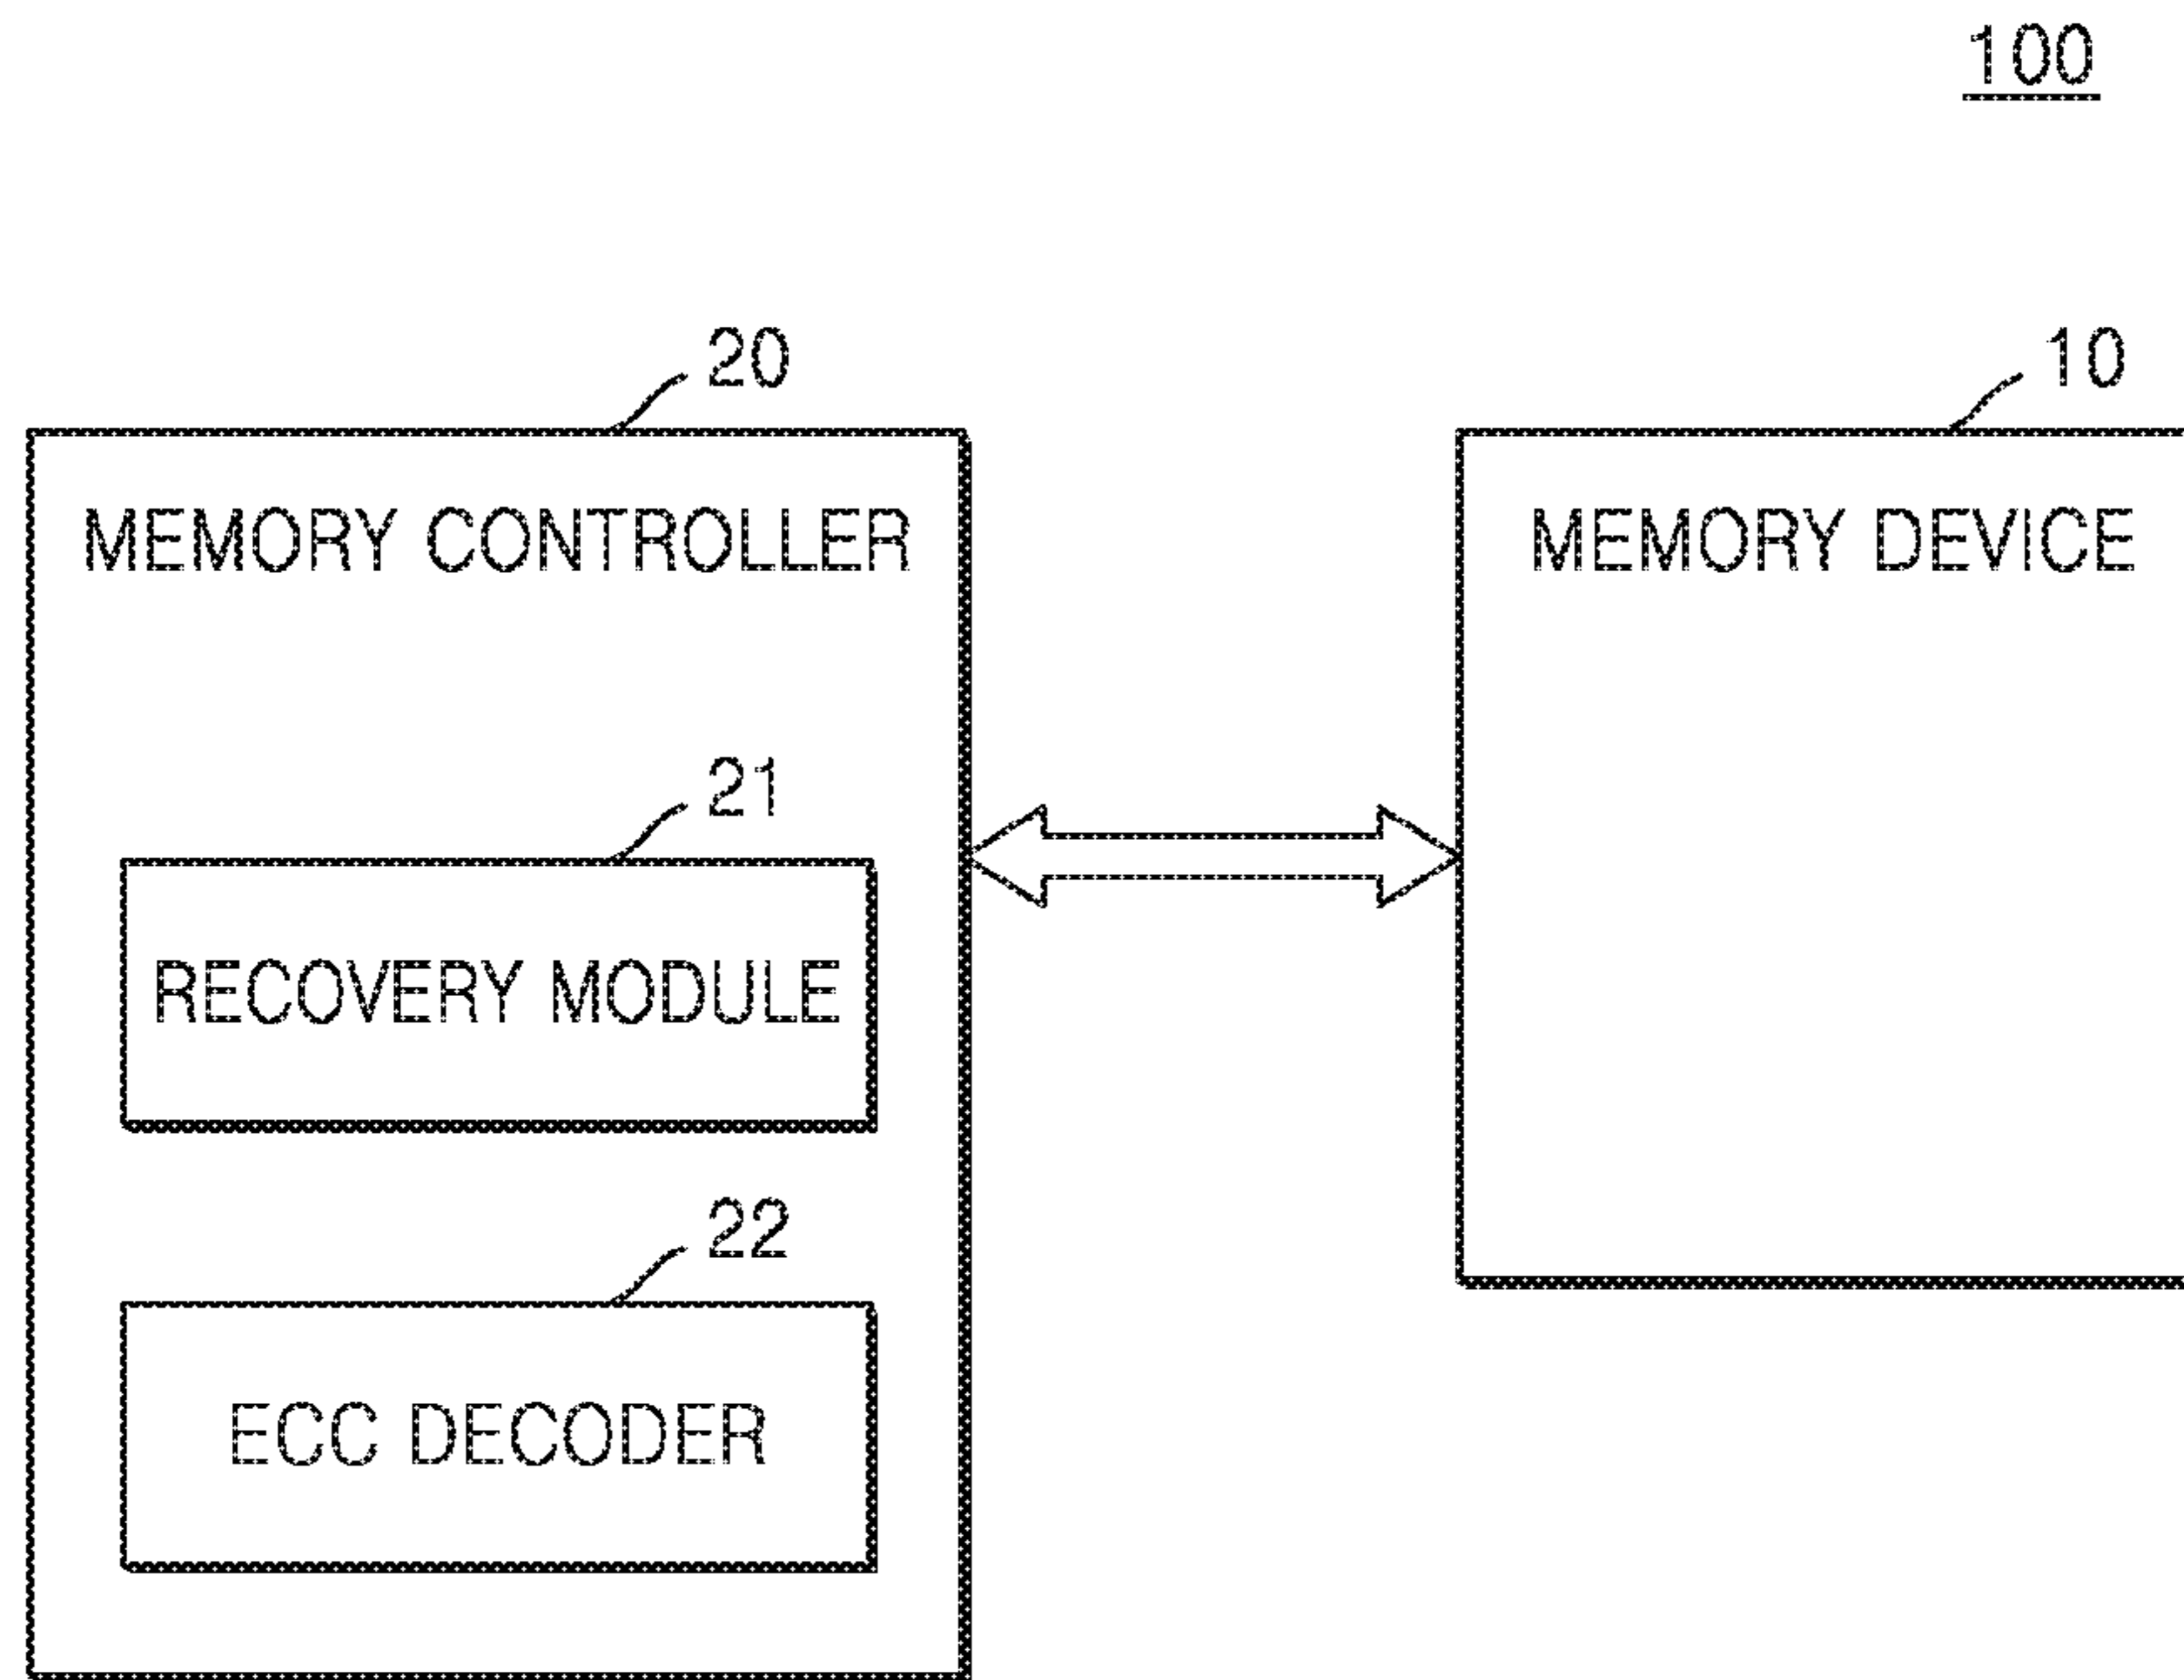 100
20
10
MEMORY CONTROLLER
MEMORY DEVICE
21
RECOVERY MODULE
22
ECC DECODER